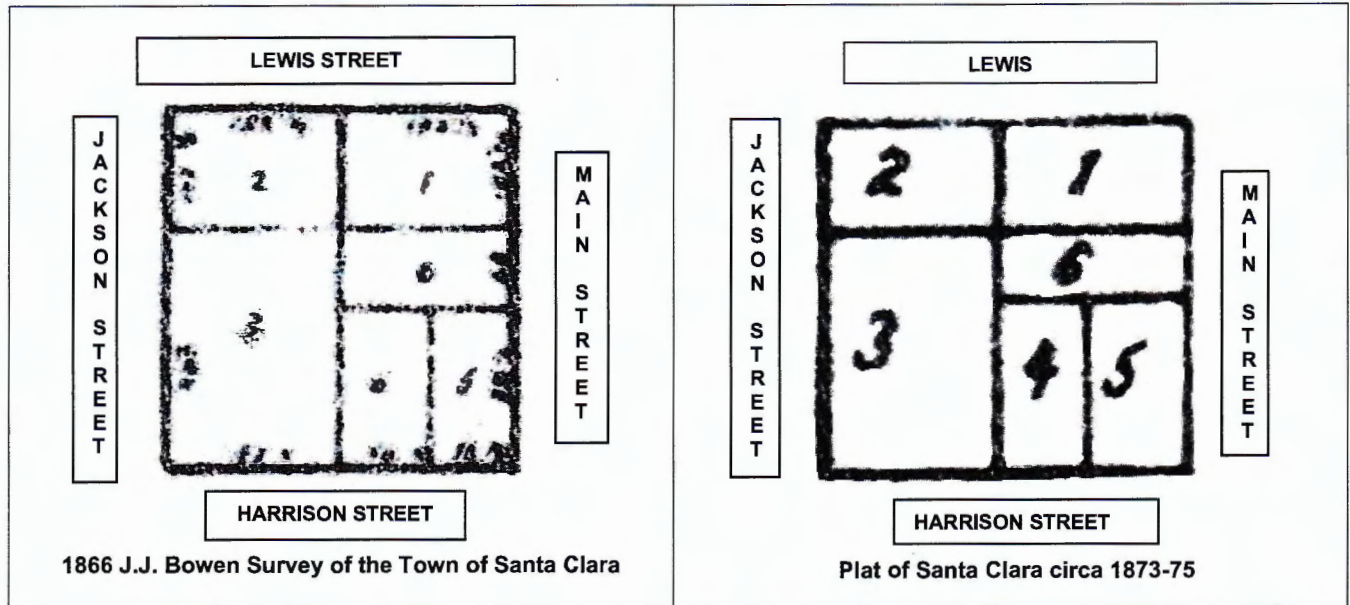 LEWIS STREET
JACKSON STREET
2
1
MAIN STREET
5
HARRISON STREET
1866 J.J. Bowen Survey of the Town of Santa Clara
LEWIS
JACKSON STREET
2
1
6
3
4
5
MAIN STREET
HARRISON STREET
Plat of Santa Clara circa 1873-75